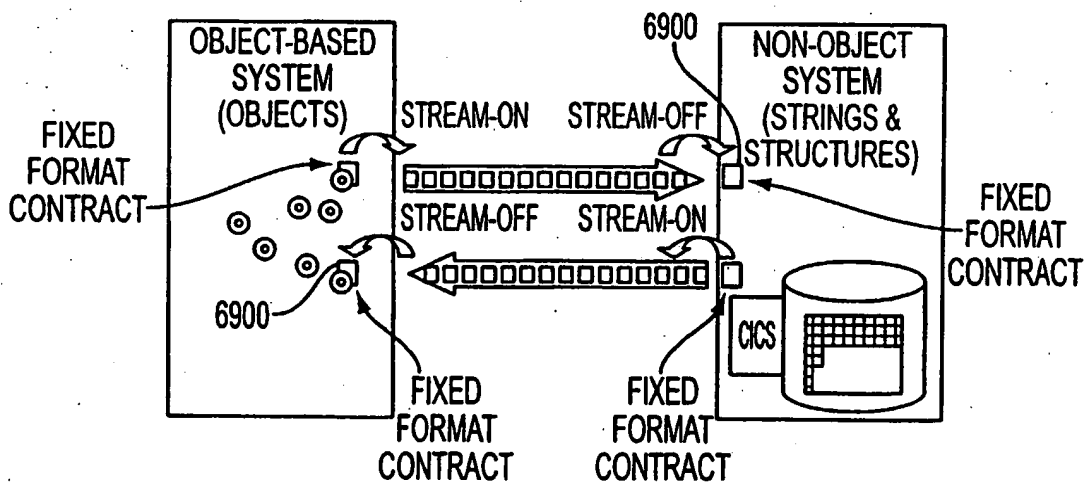 OBJECT-BASED
SYSTEM
(OBJECTS)
6900
NON-OBJECT
SYSTEM
(STRINGS &
STRUCTURES)
FIXED
FORMAT
CONTRACT
STREAM-ON
STREAM-OFF
STREAM-OFF
STREAM-ON
FIXED
FORMAT
CONTRACT
6900
CICS
FIXED
FORMAT
CONTRACT
FIXED
FORMAT
CONTRACT